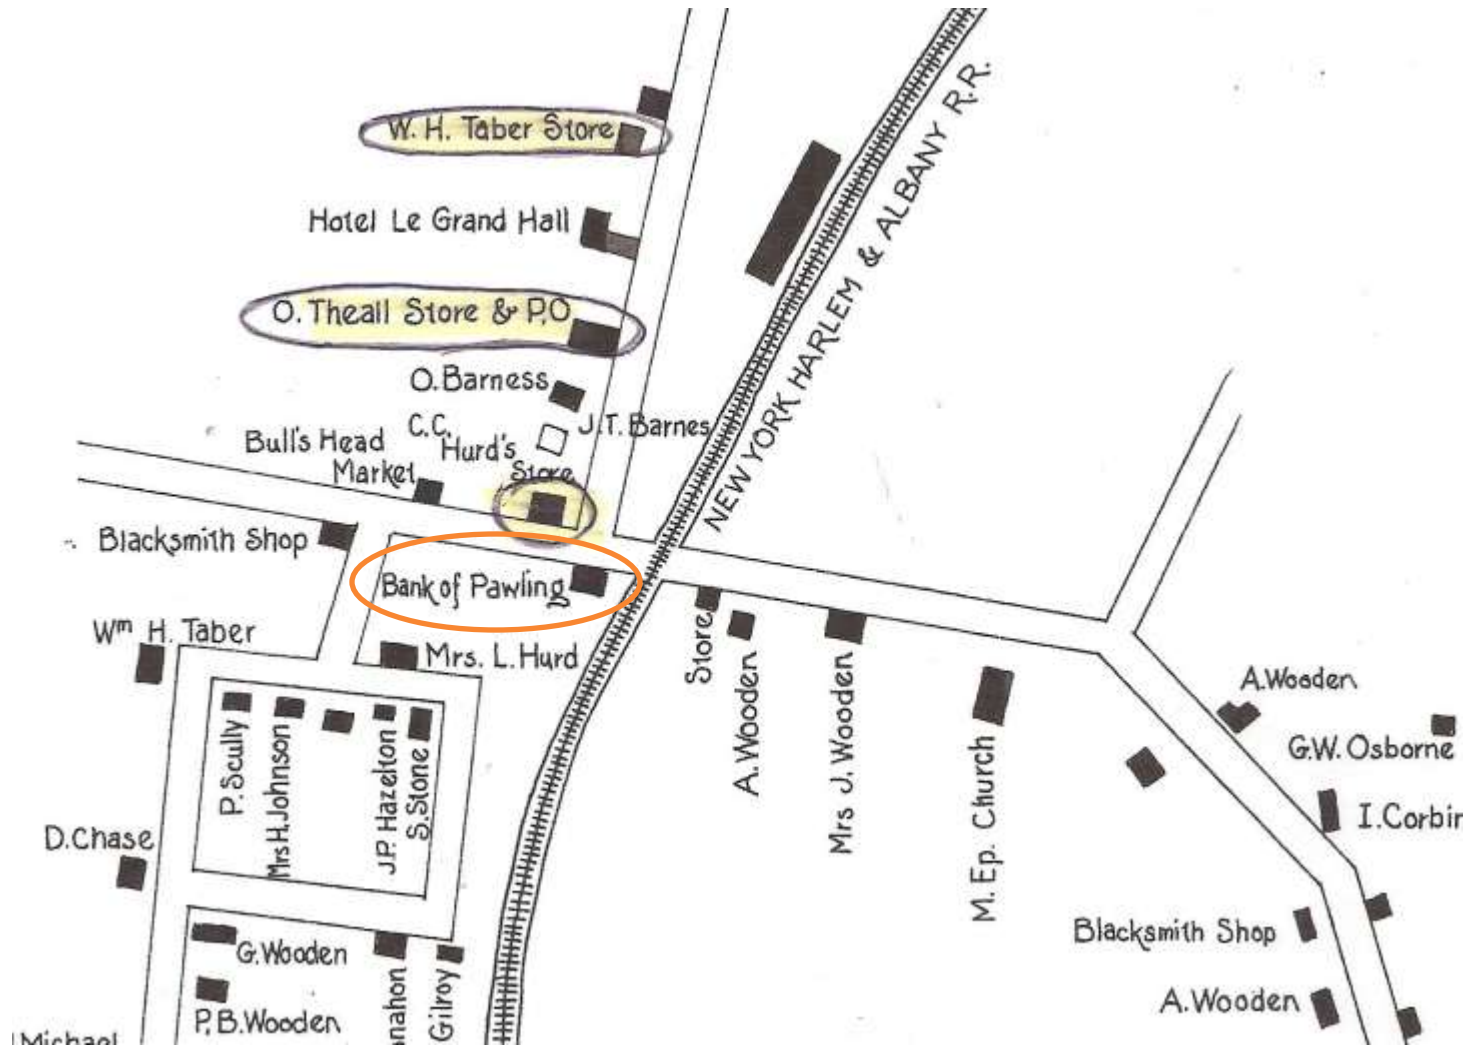 W. H. Taber Store
Hotel Le Grand Hall
O. Theall Store & P.O
O. Barness
J.T. Barnes
C.C.
Hurd's
Store
Bull's Head
Market
NEW YORK HARLEM & ALBANY R.R.
Blacksmith Shop
Bank of Pawling
Wm H. Taber
Mrs. L. Hurd
Store
A. Wooden
Mrs J. Wooden
M. Ep. Church
A. Wooden
G.W. Osborne
I. Corbin
P. Scully
Mrs H. Johnson
J.P. Hazelton
S. Stone
D. Chase
G. Wooden
P. B. Wooden
nahon
Gilroy
Blacksmith Shop
A. Wooden
Michael